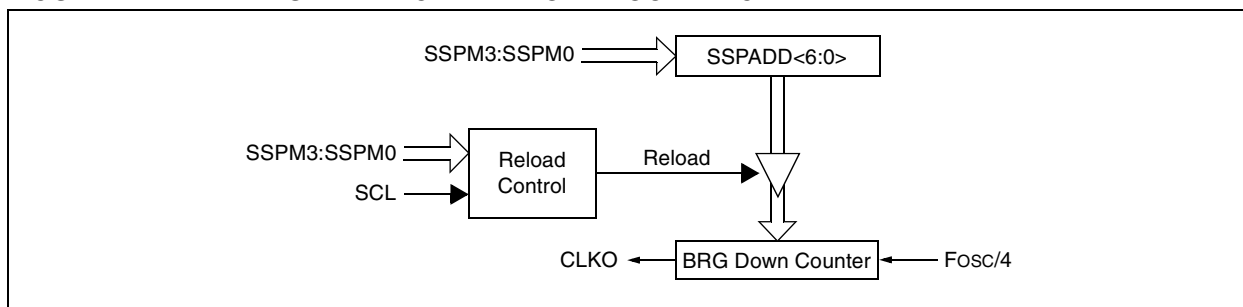 SSPM3:SSPM0
SSPADD<6:0>
SSPM3:SSPM0
SCL
Reload
Control
Reload
CLKO
BRG Down Counter
FOSC/4